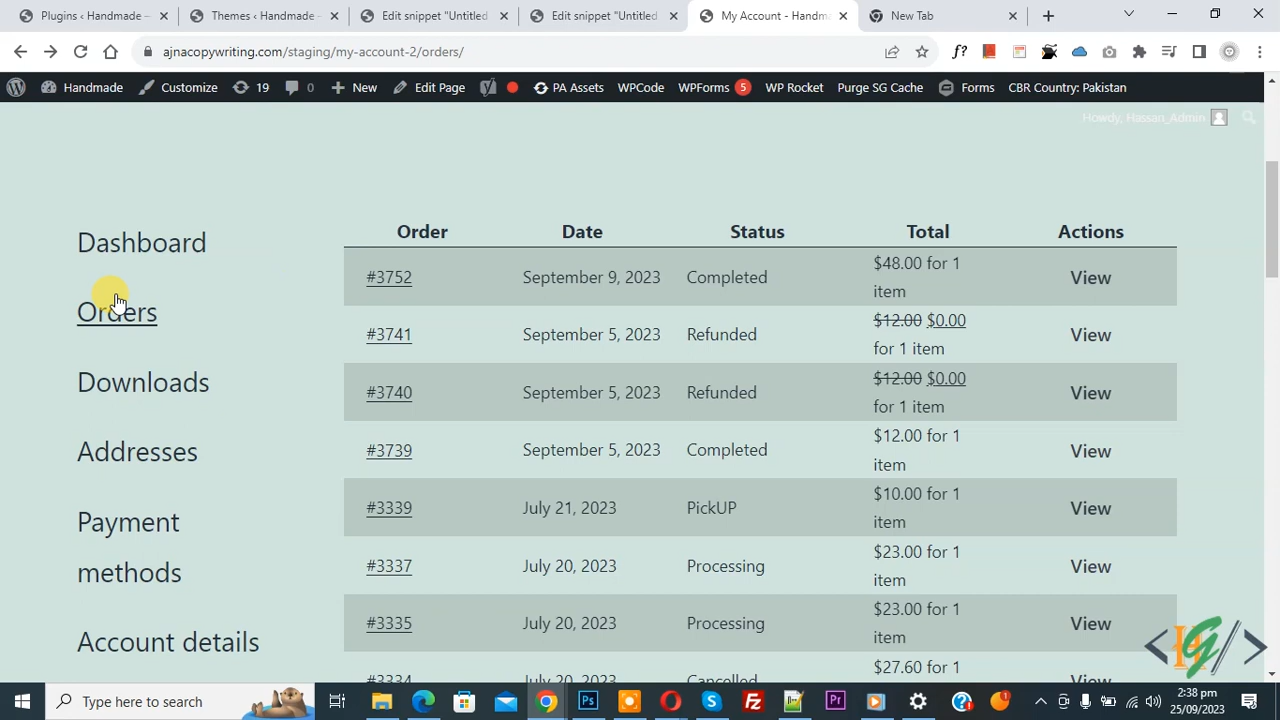 Plugins ‹ Handmade —
Themes ‹ Handmade —
Edit snippet "Untitled
Edit snippet "Untitled
My Account - Handma
New Tab
ajnacopywriting.com/staging/my-account-2/orders/
f?
Handmade
Customize
19
0
New
Edit Page
PA Assets
WPCode
WPForms 5
WP Rocket
Purge SG Cache
Forms
CBR Country: Pakistan
Howdy, Hassan_Admin
Dashboard
Orders
Downloads
Addresses
Payment
methods
Account details
Order Date Status Total Actions
#3752 September 9, 2023 Completed $48.00 for 1
item View
#3741 September 5, 2023 Refunded $12.00 $0.00
for 1 item View
#3740 September 5, 2023 Refunded $12.00 $0.00
for 1 item View
#3739 September 5, 2023 Completed $12.00 for 1
item View
#3339 July 21, 2023 PickUP $10.00 for 1
item View
#3337 July 20, 2023 Processing $23.00 for 1
item View
#3335 July 20, 2023 Processing $23.00 for 1
item View
#3334 July 20, 2023 Cancelled $27.60 for 1
HG
Type here to search
2:38 pm
25/09/2023